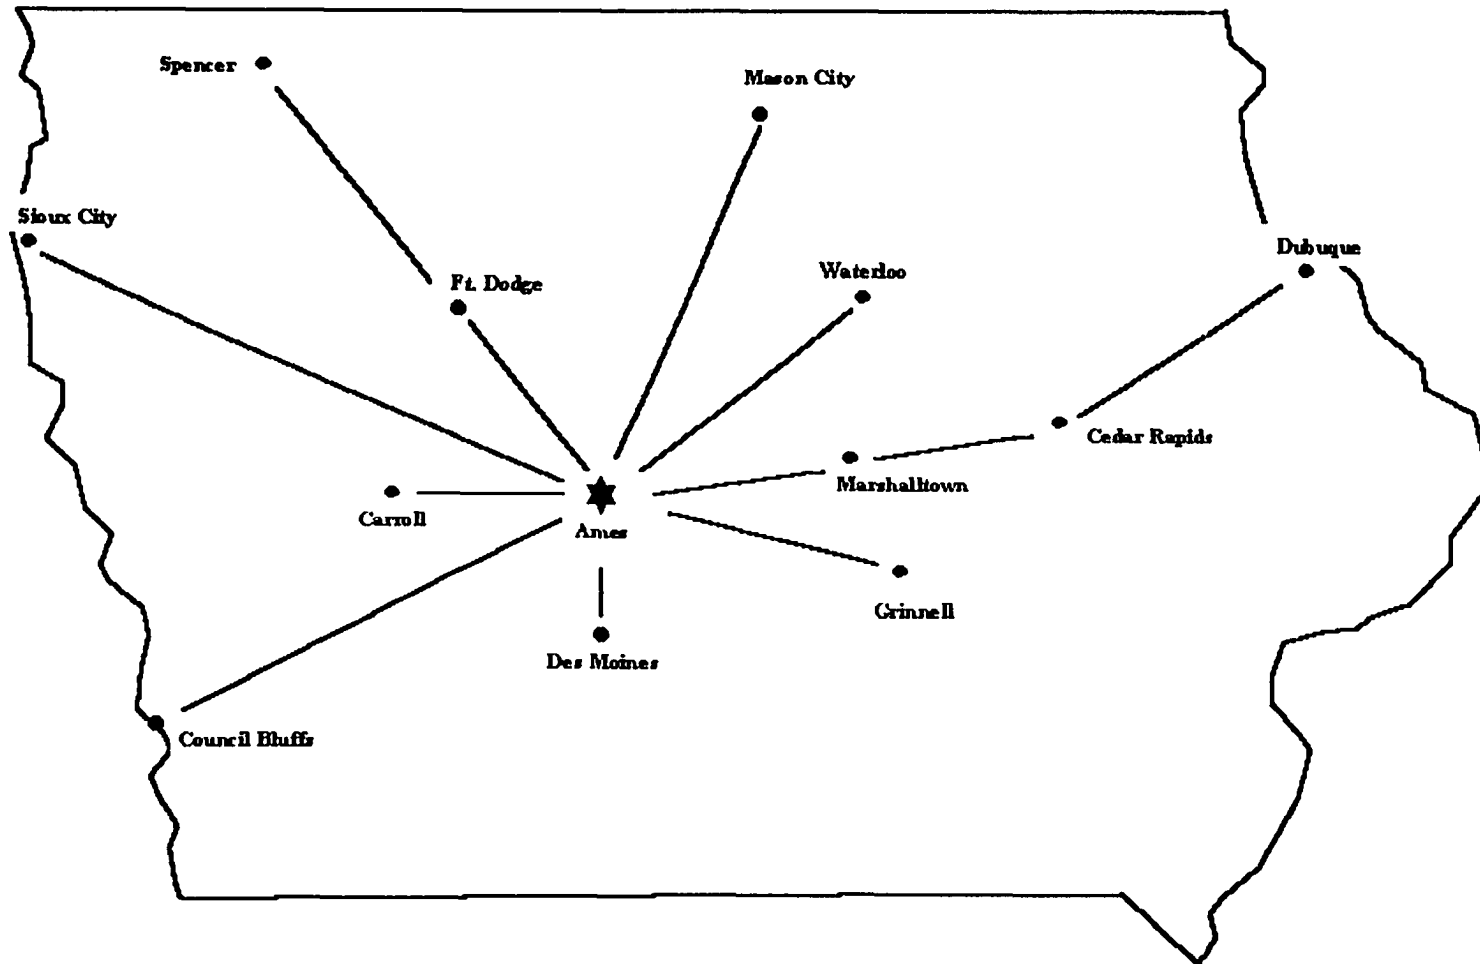 Spencer
Mason City
Sioux City
Dubuque
Waterloo
Ft. Dodge
Cedar Rapids
Marshalltown
Carroll
Ames
Grinnell
Des Moines
Council Bluffs